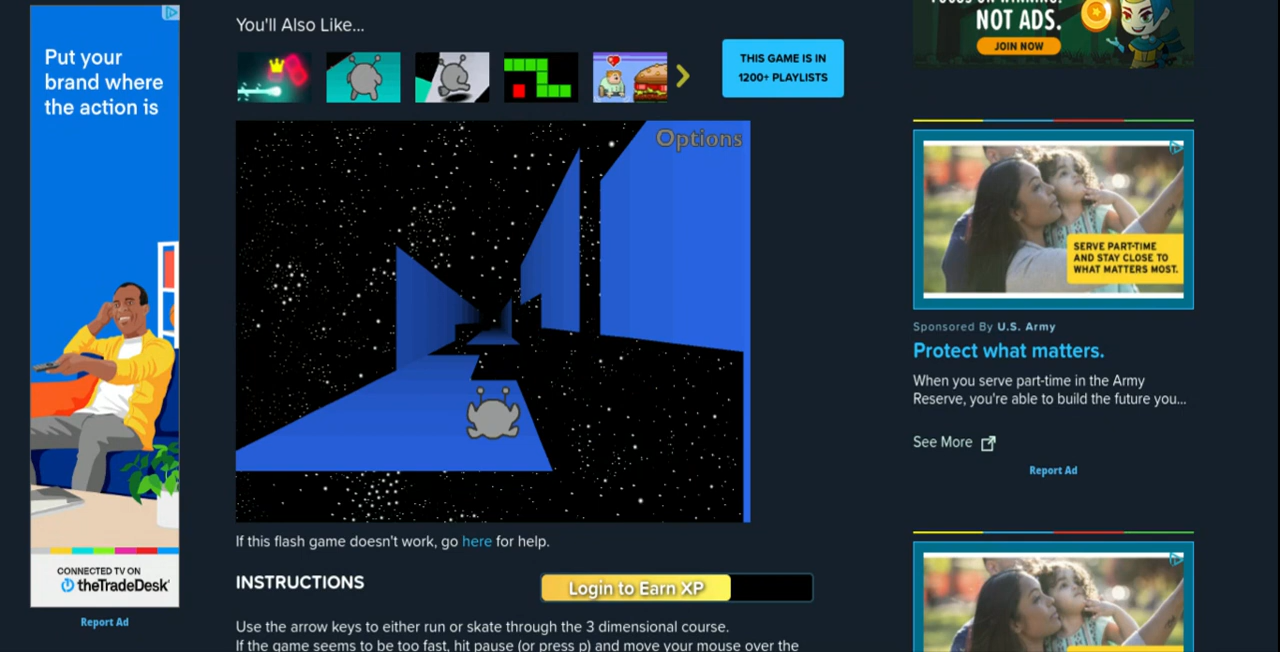 Put your
brand where
the action is
CONNECTED TV ON
theTradeDesk
Report Ad
You'll Also Like...
THIS GAME IS IN
1200+ PLAYLISTS
Options
If this flash game doesn't work, go here for help.
INSTRUCTIONS
Login to Earn XP
Use the arrow keys to either run or skate through the 3 dimensional course.
If the game seems to be too fast, hit pause (or press p) and move your mouse over the
NOT ADS.
JOIN NOW
SERVE PART-TIME
AND STAY CLOSE TO
WHAT MATTERS MOST.
Sponsored By U.S. Army
Protect what matters.
When you serve part-time in the Army
Reserve, you're able to build the future you...
See More
Report Ad